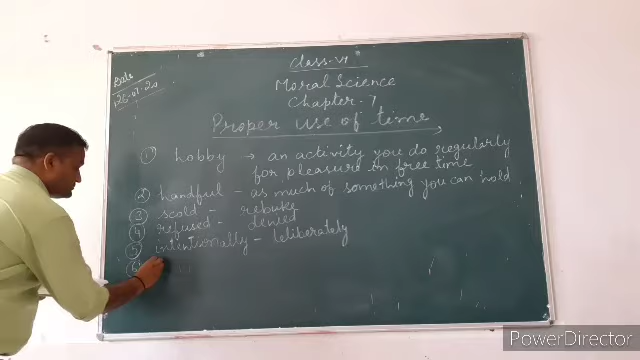 Date
28.07.20
Class-VI
Moral Science
Chapter-7
Proper use of time
1) hobby → an activity you do regularly
for pleasure in free time
2) handful - as much of something you can hold
3) scold - rebuke
4) refused - denied
5) intentionally - deliberately
6)
PowerDirector